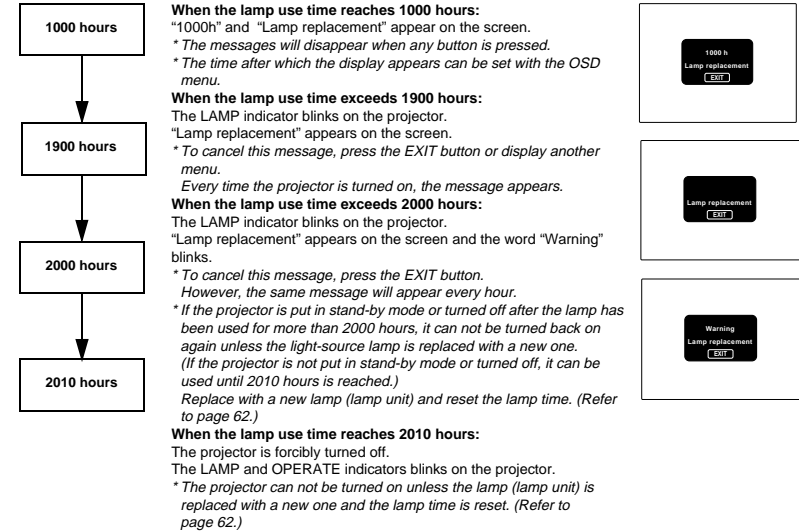 1000 hours
1900 hours
2000 hours
2010 hours
When the lamp use time reaches 1000 hours:
“1000h” and “Lamp replacement” appear on the screen.
* The messages will disappear when any button is pressed.
* The time after which the display appears can be set with the OSD
menu.
When the lamp use time exceeds 1900 hours:
The LAMP indicator blinks on the projector.
“Lamp replacement” appears on the screen.
* To cancel this message, press the EXIT button or display another
menu.
Every time the projector is turned on, the message appears.
When the lamp use time exceeds 2000 hours:
The LAMP indicator blinks on the projector.
“Lamp replacement” appears on the screen and the word “Warning”
blinks.
* To cancel this message, press the EXIT button.
However, the same message will appear every hour.
* If the projector is put in stand-by mode or turned off after the lamp has
been used for more than 2000 hours, it can not be turned back on
again unless the light-source lamp is replaced with a new one.
(If the projector is not put in stand-by mode or turned off, it can be
used until 2010 hours is reached.)
Replace with a new lamp (lamp unit) and reset the lamp time. (Refer
to page 62.)
When the lamp use time reaches 2010 hours:
The projector is forcibly turned off.
The LAMP and OPERATE indicators blinks on the projector.
* The projector can not be turned on unless the lamp (lamp unit) is
replaced with a new one and the lamp time is reset. (Refer to
page 62.)
1000 h
Lamp replacement
EXIT
Lamp replacement
EXIT
Warning
Lamp replacement
EXIT